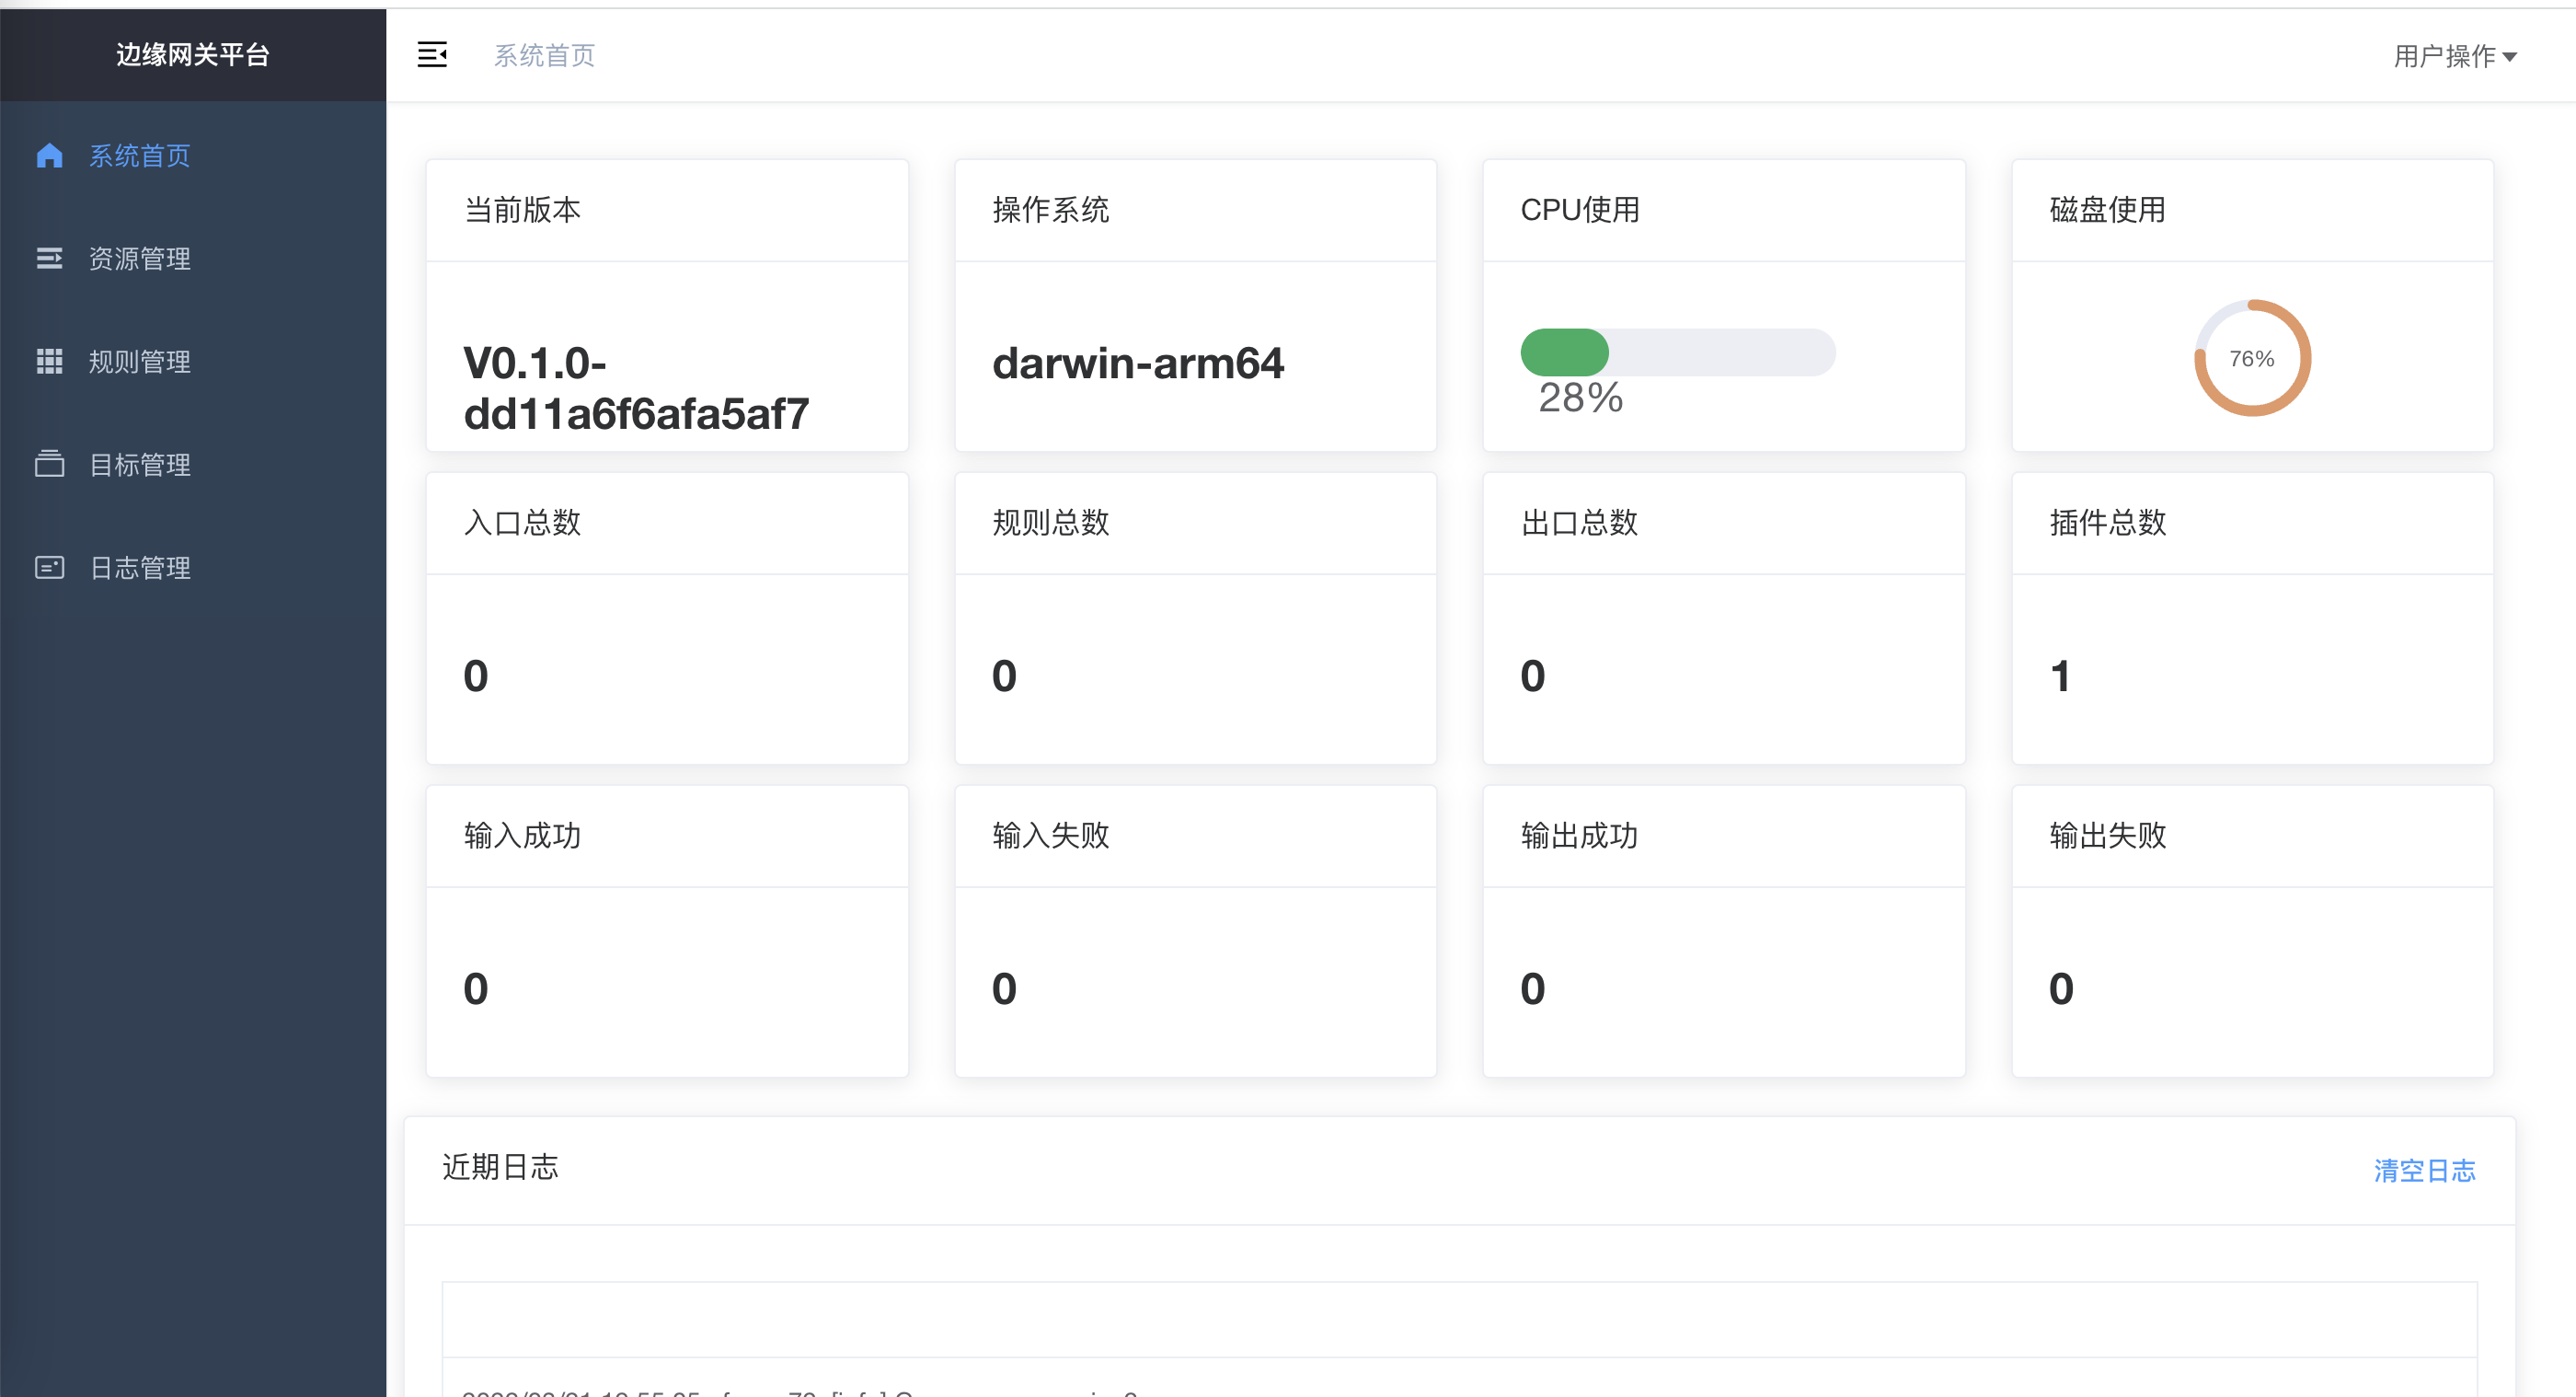 边缘网关平台
系统首页
用户操作
系统首页
资源管理
规则管理
目标管理
日志管理
当前版本
V0.1.0-
dd11a6f6afa5af7
操作系统
darwin-arm64
CPU使用
28%
磁盘使用
76%
入口总数
0
规则总数
0
出口总数
0
插件总数
1
输入成功
0
输入失败
0
输出成功
0
输出失败
0
近期日志
清空日志